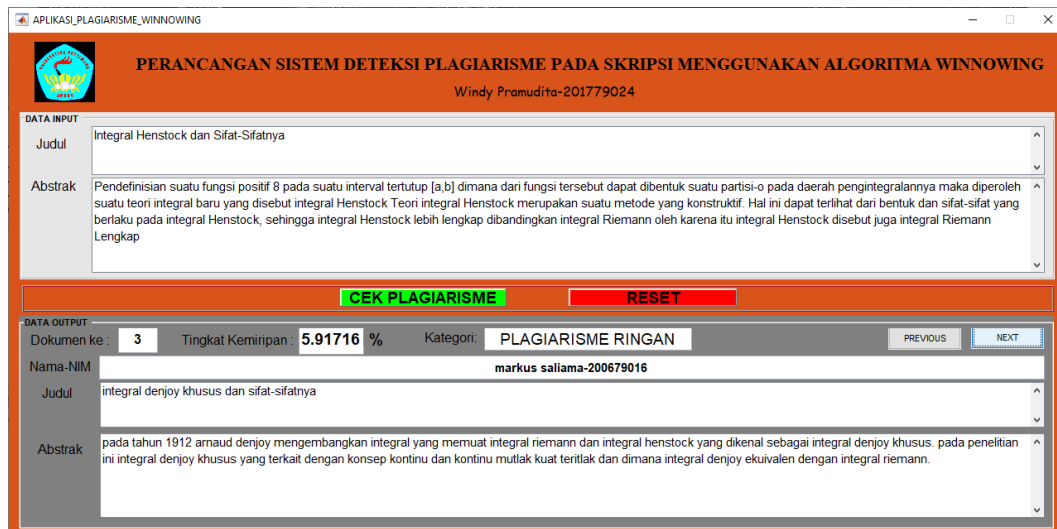 APLIKASI_PLAGIARISME_WINNOWING
PERANCANGAN SISTEM DETEKSI PLAGIARISME PADA SKRIPSI MENGGUNAKAN ALGORITMA WINNOWING
Windy Pramudita-201779024
DATA INPUT
Judul
Integral Henstock dan Sifat-Sifatnya
Abstrak
Pendefinisian suatu fungsi positif 8 pada suatu interval tertutup [a,b] dimana dari fungsi tersebut dapat dibentuk suatu partisi-o pada daerah pengintegralannya maka diperoleh
suatu teori integral baru yang disebut integral Henstock Teori integral Henstock merupakan suatu metode yang konstruktif. Hal ini dapat terlihat dari bentuk dan sifat-sifat yang
berlaku pada integral Henstock, sehingga integral Henstock lebih lengkap dibandingkan integral Riemann oleh karena itu integral Henstock disebut juga integral Riemann
Lengkap
CEK PLAGIARISME RESET
DATA OUTPUT
Dokumen ke : 3 Tingkat Kemiripan : 5.91716 % Kategori: PLAGIARISME RINGAN PREVIOUS NEXT
Nama-NIM markus saliama-200679016
Judul
integral denjoy khusus dan sifat-sifatnya
Abstrak
pada tahun 1912 arnaud denjoy mengembangkan integral yang memuat integral riemann dan integral henstock yang dikenal sebagai integral denjoy khusus. pada penelitian
ini integral denjoy khusus yang terkait dengan konsep kontinu dan kontinu mutlak kuat teritlak dan dimana integral denjoy ekuivalen dengan integral riemann.